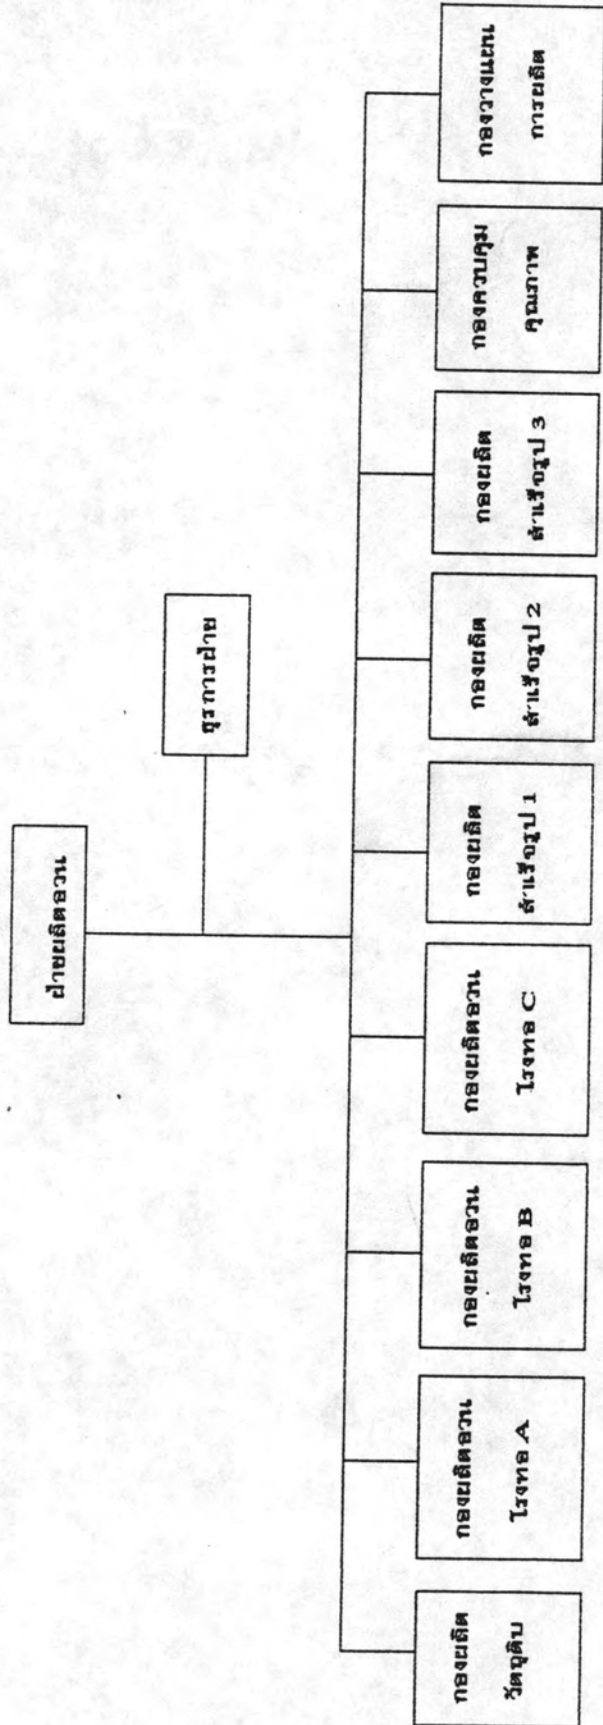 ฝ่ายผลิตอวน
ธุรการฝ่าย
กองผลิต
วัตถุดิบ
กองผลิตอวน
โรงทอ A
กองผลิตอวน
โรงทอ B
กองผลิตอวน
โรงทอ C
กองผลิต
สำเร็จรูป 1
กองผลิต
สำเร็จรูป 2
กองผลิต
สำเร็จรูป 3
กองควบคุม
คุณภาพ
กองวางแผน
การผลิต